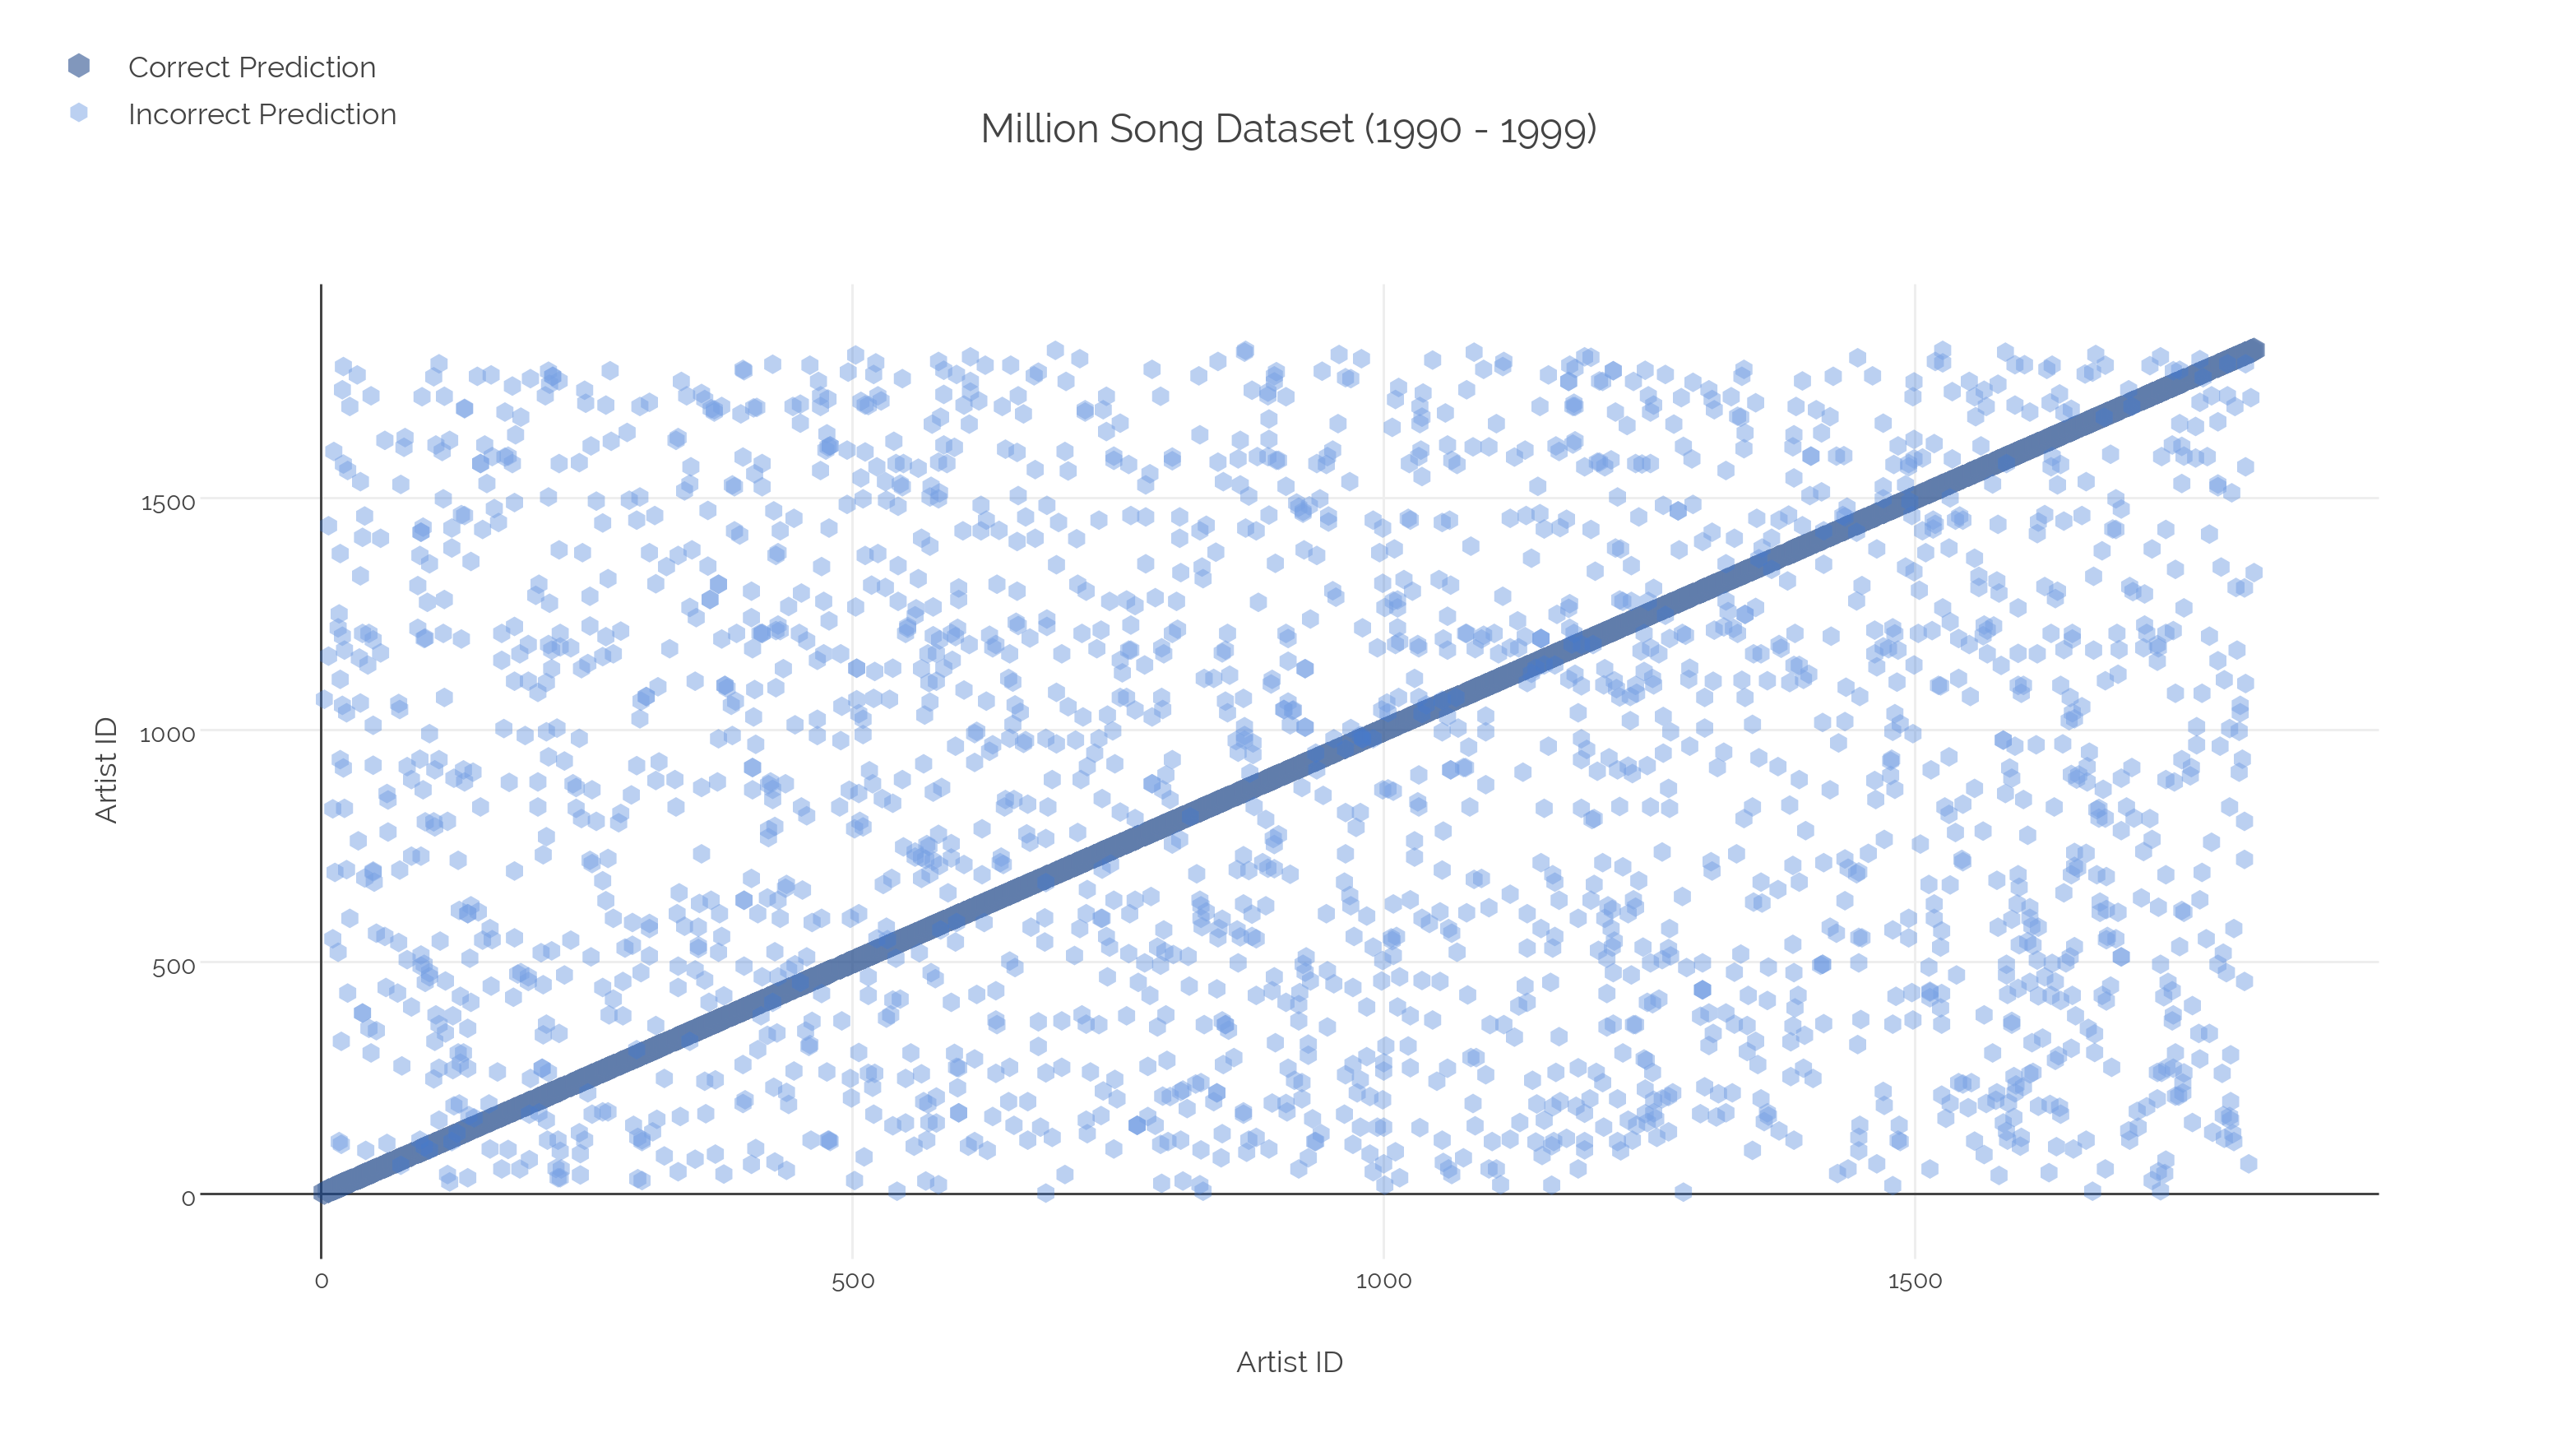 Correct Prediction
Incorrect Prediction
Million Song Dataset (1990 - 1999)
Artist ID
1500
1000
500
0
0 500 1000 1500
Artist ID